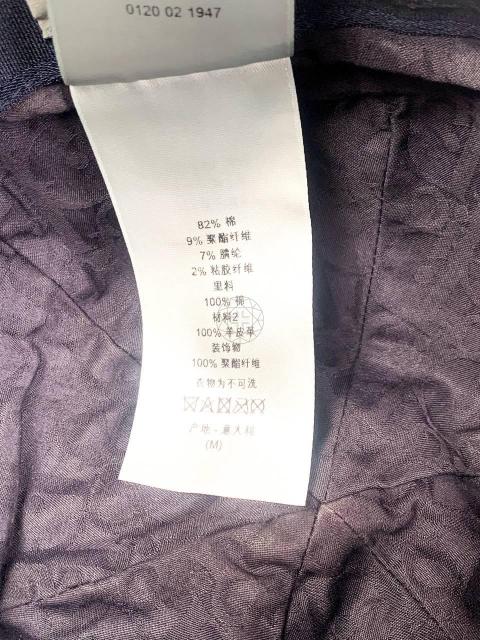 0120 02 1947
82% 棉
9% 聚酯纤维
7% 腈纶
2% 粘胶纤维
里料
100% 棉
材料2
100% 羊皮革
装饰物
100% 聚酯纤维
衣物为不可洗
产地 - 意大利
(M)